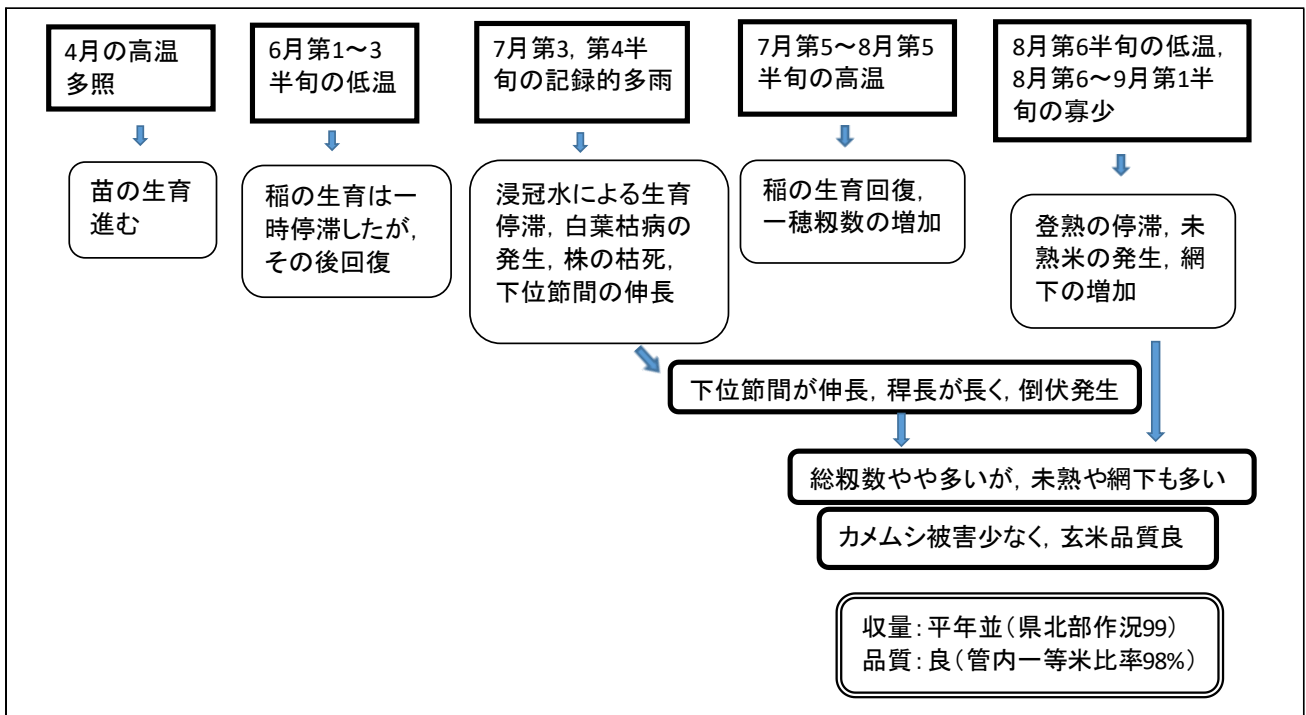 4月の高温
多照
6月第1～3
半旬の低温
7月第3，第4半
旬の記録的多雨
7月第5～8月第5
半旬の高温
8月第6半旬の低温，
8月第6～9月第1半
旬の寡少
苗の生育
進む
稲の生育は一
時停滞したが，
その後回復
浸冠水による生育
停滞，白葉枯病の
発生，株の枯死，
下位節間の伸長
稲の生育回復，
一穂籾数の増加
登熟の停滞，未
熟米の発生，網
下の増加
下位節間が伸長，稈長が長く，倒伏発生
総籾数やや多いが，未熟や網下も多い
カメムシ被害少なく，玄米品質良
収量：平年並（県北部作況99）
品質：良（管内一等米比率98%）